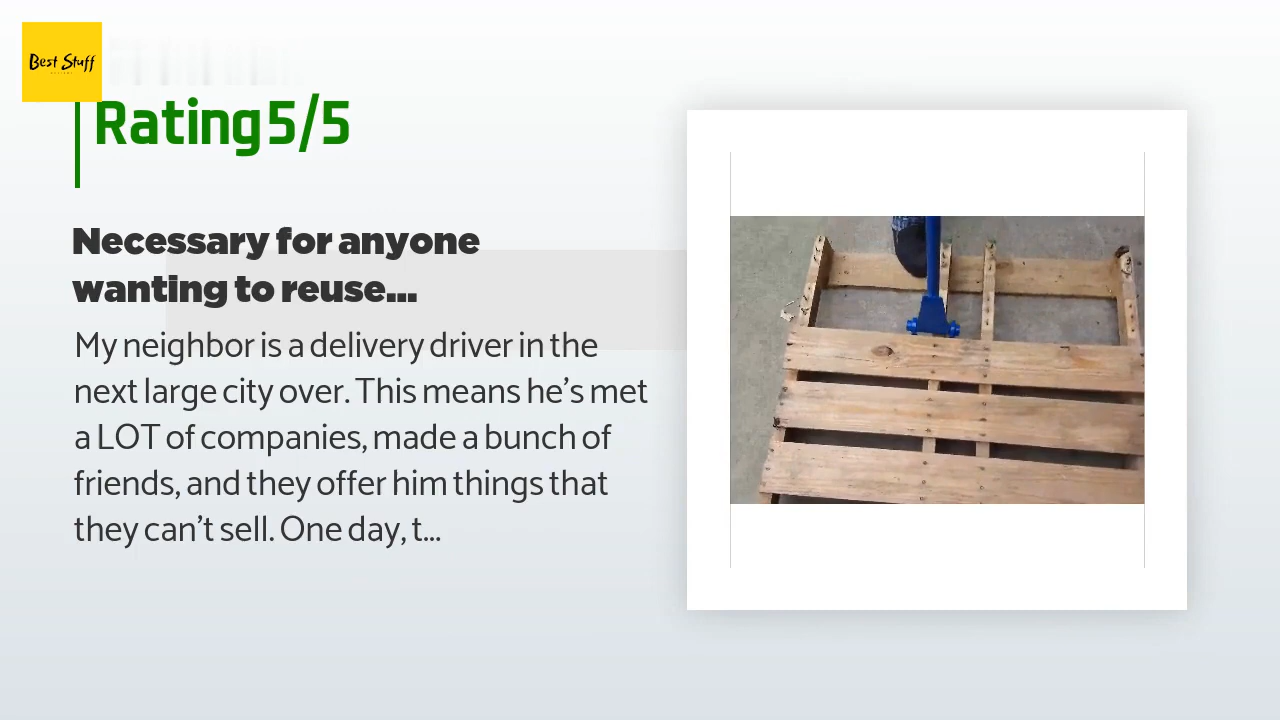 Best Stuff
Rating 5/5
Necessary for anyone
wanting to reuse...
My neighbor is a delivery driver in the
next large city over. This means he's met
a LOT of companies, made a bunch of
friends, and they offer him things that
they can't sell. One day, t...